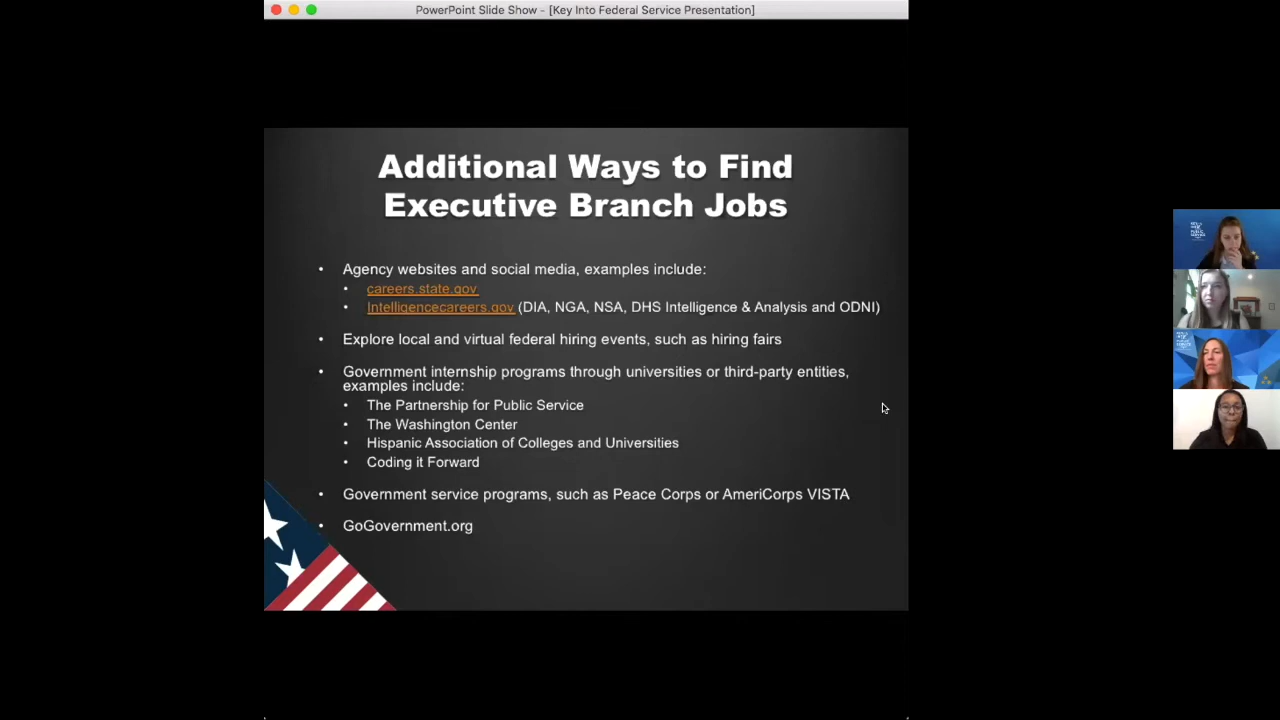 PowerPoint Slide Show - [Key Into Federal Service Presentation]
Additional Ways to Find
Executive Branch Jobs
• Agency websites and social media, examples include:
• careers.state.gov
• Intelligencecareers.gov (DIA, NGA, NSA, DHS Intelligence & Analysis and ODNI)
• Explore local and virtual federal hiring events, such as hiring fairs
• Government internship programs through universities or third-party entities,
examples include:
• The Partnership for Public Service
• The Washington Center
• Hispanic Association of Colleges and Universities
• Coding it Forward
• Government service programs, such as Peace Corps or AmeriCorps VISTA
• GoGovernment.org